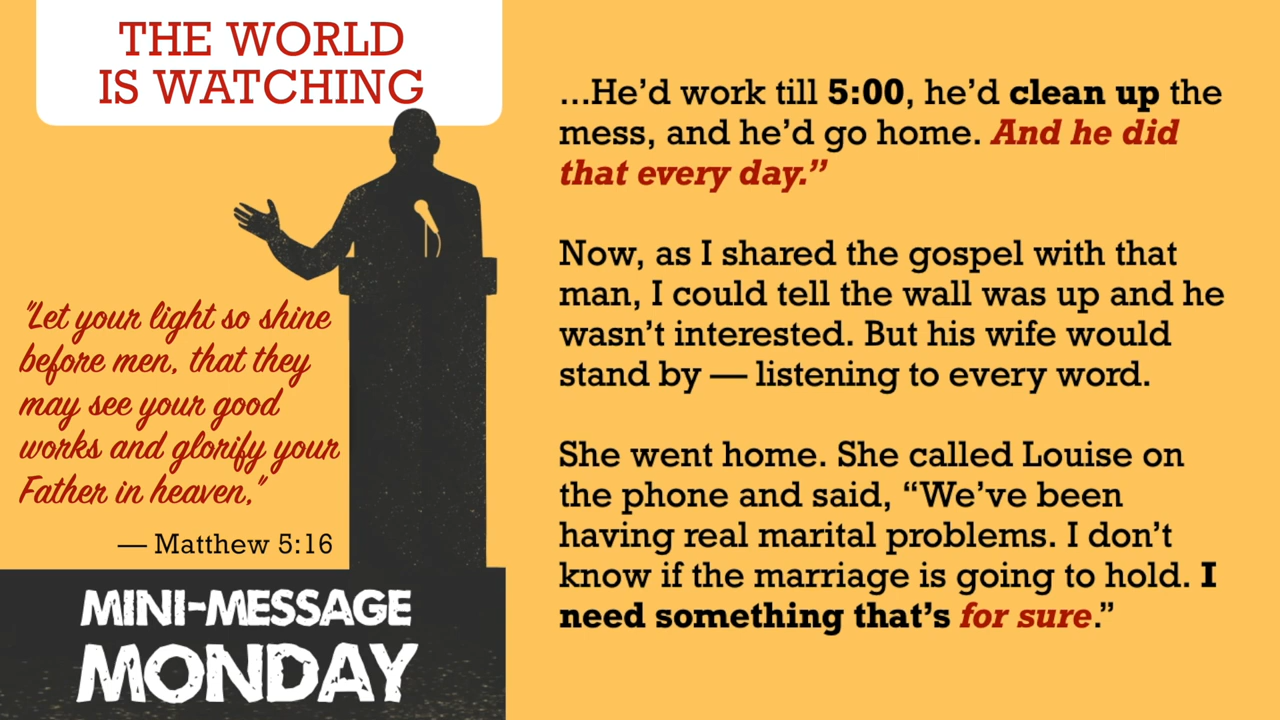 THE WORLD
IS WATCHING
"Let your light so shine
before men, that they
may see your good
works and glorify your
Father in heaven,"
— Matthew 5:16
MINI-MESSAGE
MONDAY
...He’d work till 5:00, he’d clean up the
mess, and he’d go home. And he did
that every day.”
Now, as I shared the gospel with that
man, I could tell the wall was up and he
wasn’t interested. But his wife would
stand by — listening to every word.
She went home. She called Louise on
the phone and said, “We’ve been
having real marital problems. I don’t
know if the marriage is going to hold. I
need something that’s for sure.”